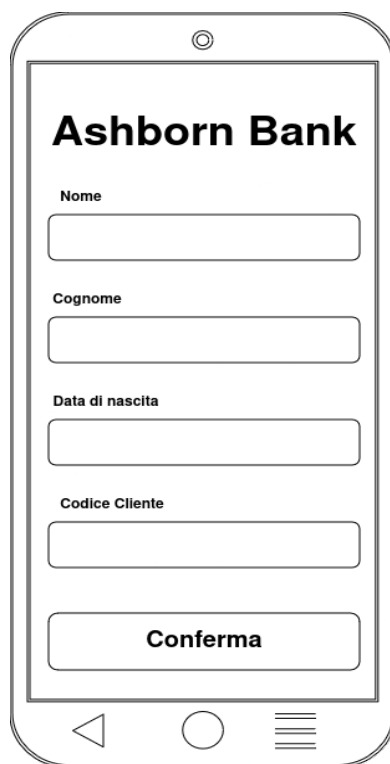 Ashborn Bank
Nome
Cognome
Data di nascita
Codice Cliente
Conferma